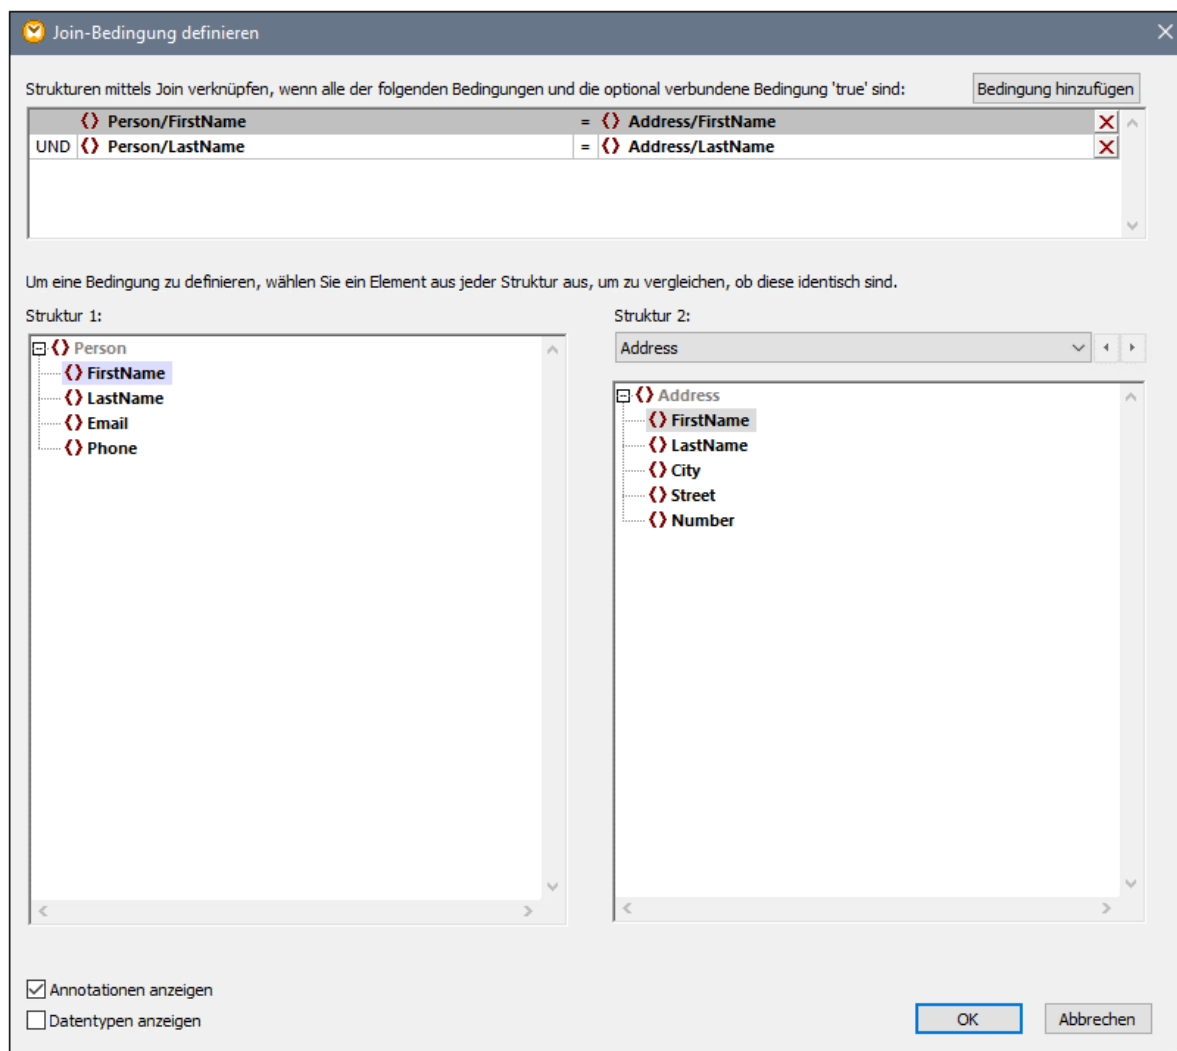 Join-Bedingung definieren
Strukturen mittels Join verknüpfen, wenn alle der folgenden Bedingungen und die optional verbundene Bedingung 'true' sind:
Bedingung hinzufügen
Person/FirstName = Address/FirstName
UND Person/LastName = Address/LastName
Um eine Bedingung zu definieren, wählen Sie ein Element aus jeder Struktur aus, um zu vergleichen, ob diese identisch sind.
Struktur 1:
Person
FirstName
LastName
Email
Phone
Struktur 2:
Address
Address
FirstName
LastName
City
Street
Number
Annotationen anzeigen
Datentypen anzeigen
OK
Abbrechen